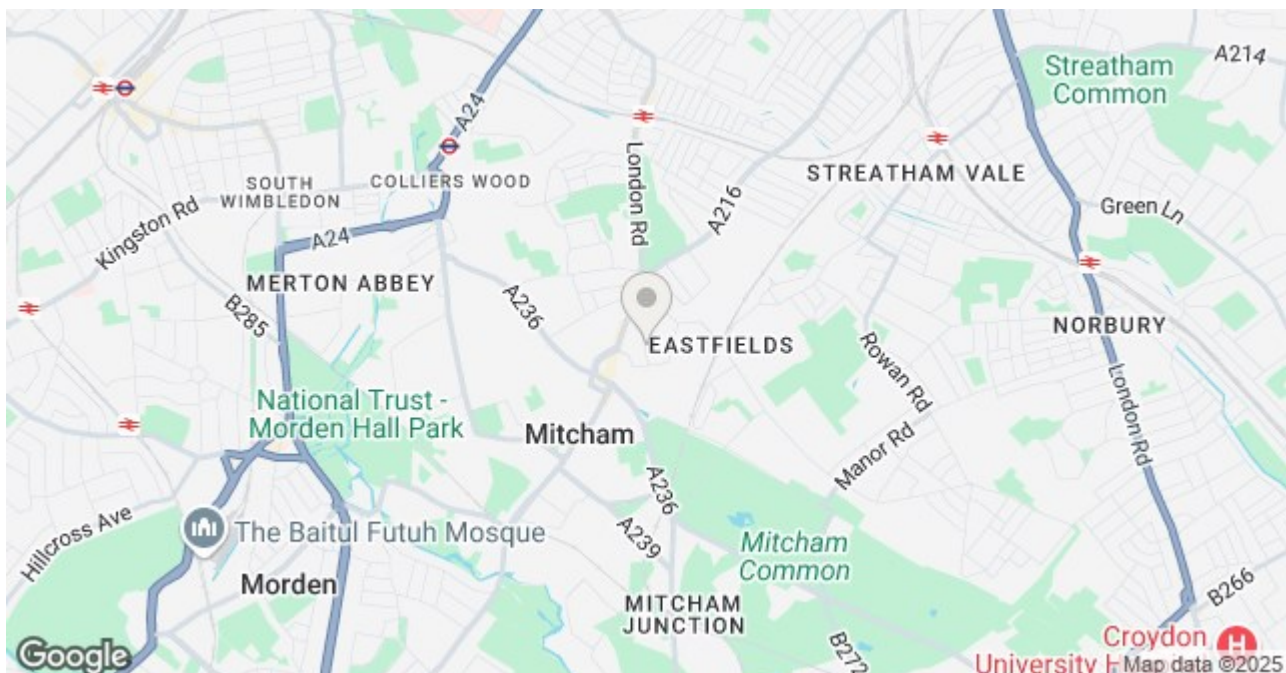 A214
Streatham
Common
A24
London Rd
SOUTH
WIMBLEDON
COLLIERS WOOD
STREATHAM VALE
A216
Green Ln
Kingston Rd
A24
MERTON ABBEY
A236
B285
EASTFIELDS
NORBURY
Rowan Rd
London Rd
National Trust -
Morden Hall Park
Mitcham
Manor Rd
A236
Hillcross Ave
The Baitul Futuh Mosque
A239
Mitcham
Common
Morden
MITCHAM
JUNCTION
B266
B272
Croydon
University H
H
Google
Map data ©2025